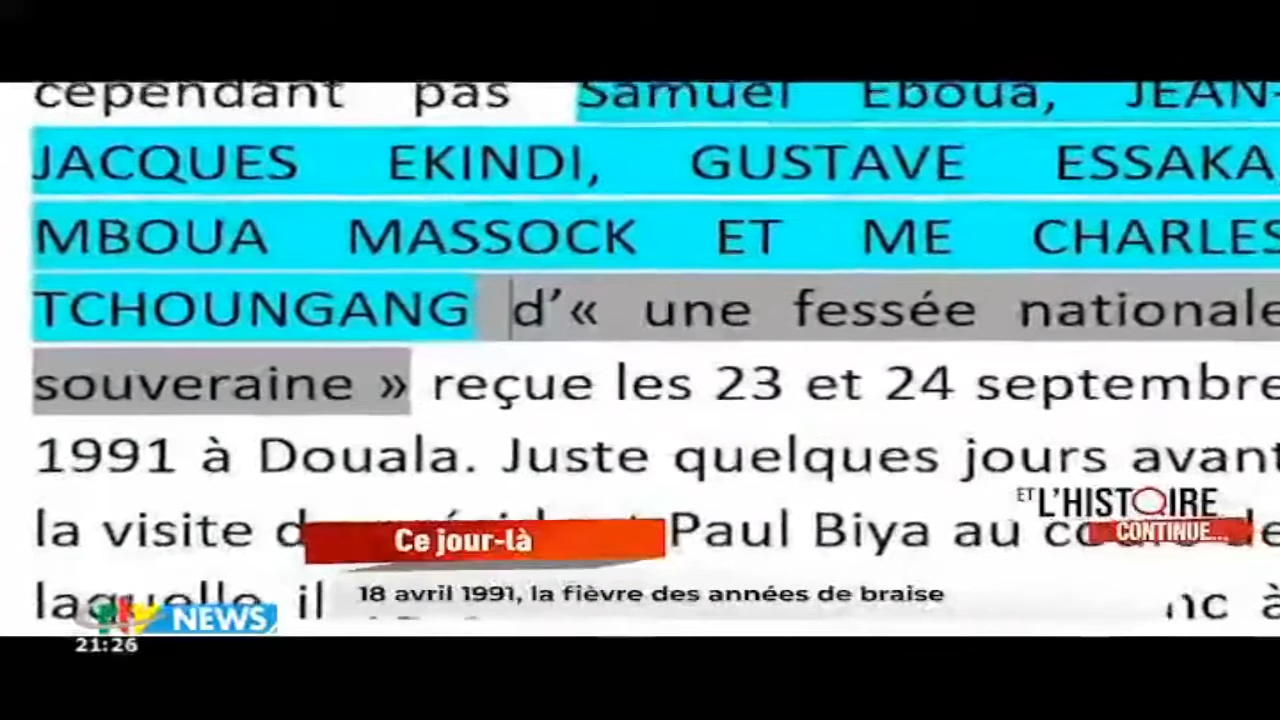 cependant pas Samuel Eboua, JEAN-
JACQUES EKINDI, GUSTAVE ESSAKA,
MBOUA MASSOCK ET ME CHARLES
TCHOUNGANG d'« une fessée nationale
souveraine » reçue les 23 et 24 septembre
1991 à Douala. Juste quelques jours avant
la visite Paul Biya au
laquelle il à
ET L'HISTOIRE
CONTINUE...
Ce jour-là
18 avril 1991, la fièvre des années de braise
NEWS
21:26